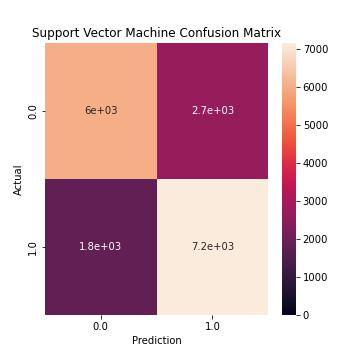 Support Vector Machine Confusion Matrix
Actual
0.0
6e+03
2.7e+03
1.0
1.8e+03
7.2e+03
0.0
1.0
Prediction
7000
6000
5000
4000
3000
2000
1000
0